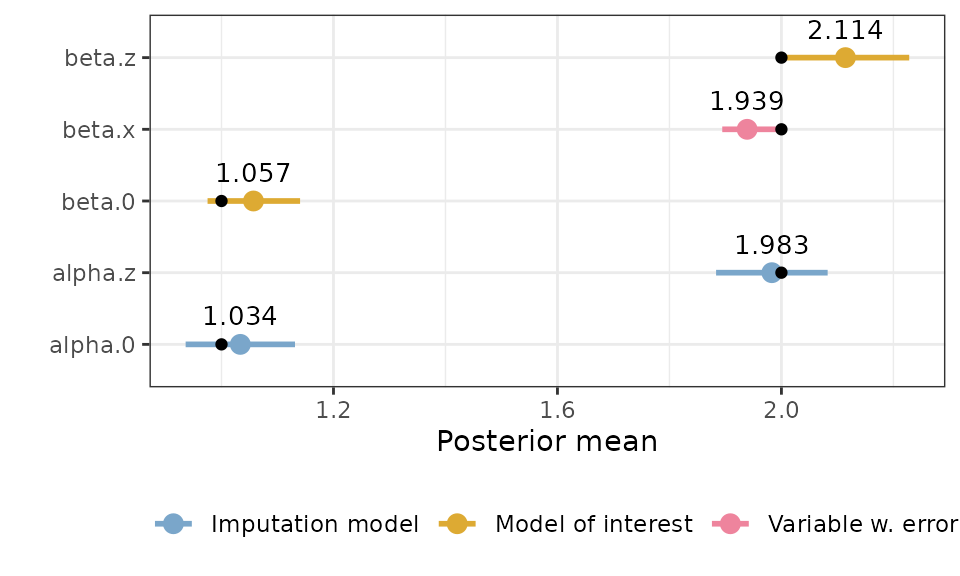 beta.z
2.114
beta.x
1.939
beta.0
1.057
alpha.z
1.983
alpha.0
1.034
1.2 1.6 2.0
Posterior mean
Imputation model Model of interest Variable w. error